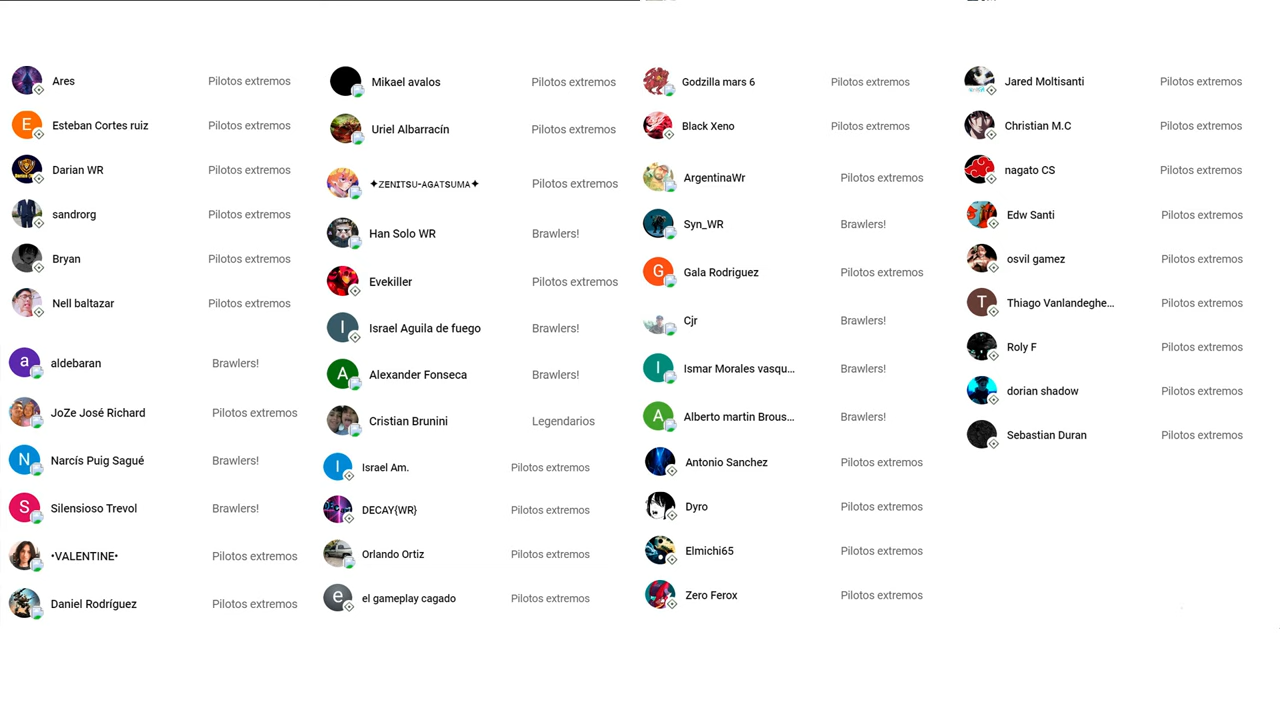 Ares Pilotos extremos
Esteban Cortes ruiz Pilotos extremos
Darian WR Pilotos extremos
sandrorg Pilotos extremos
Bryan Pilotos extremos
Nell baltazar Pilotos extremos
aldebaran Brawlers!
JoZe José Richard Pilotos extremos
Narcís Puig Sagué Brawlers!
Silensioso Trevol Brawlers!
•VALENTINE• Pilotos extremos
Daniel Rodríguez Pilotos extremos
Mikael avalos Pilotos extremos
Uriel Albarracín Pilotos extremos
✦ᴢᴇɴɪᴛsᴜ-ᴀɢᴀᴛsᴜᴍᴀ✦ Pilotos extremos
Han Solo WR Brawlers!
Evekiller Pilotos extremos
Israel Aguila de fuego Brawlers!
Alexander Fonseca Brawlers!
Cristian Brunini Legendarios
Israel Am. Pilotos extremos
DECAY{WR} Pilotos extremos
Orlando Ortiz Pilotos extremos
el gameplay cagado Pilotos extremos
Godzilla mars 6 Pilotos extremos
Black Xeno Pilotos extremos
ArgentinaWr Pilotos extremos
Syn_WR Brawlers!
Gala Rodriguez Pilotos extremos
Cjr Brawlers!
Ismar Morales vasqu... Brawlers!
Alberto martin Brous... Brawlers!
Antonio Sanchez Pilotos extremos
Dyro Pilotos extremos
Elmichi65 Pilotos extremos
Zero Ferox Pilotos extremos
Jared Moltisanti Pilotos extremos
Christian M.C Pilotos extremos
nagato CS Pilotos extremos
Edw Santi Pilotos extremos
osvil gamez Pilotos extremos
Thiago Vanlandeghe... Pilotos extremos
Roly F Pilotos extremos
dorian shadow Pilotos extremos
Sebastian Duran Pilotos extremos